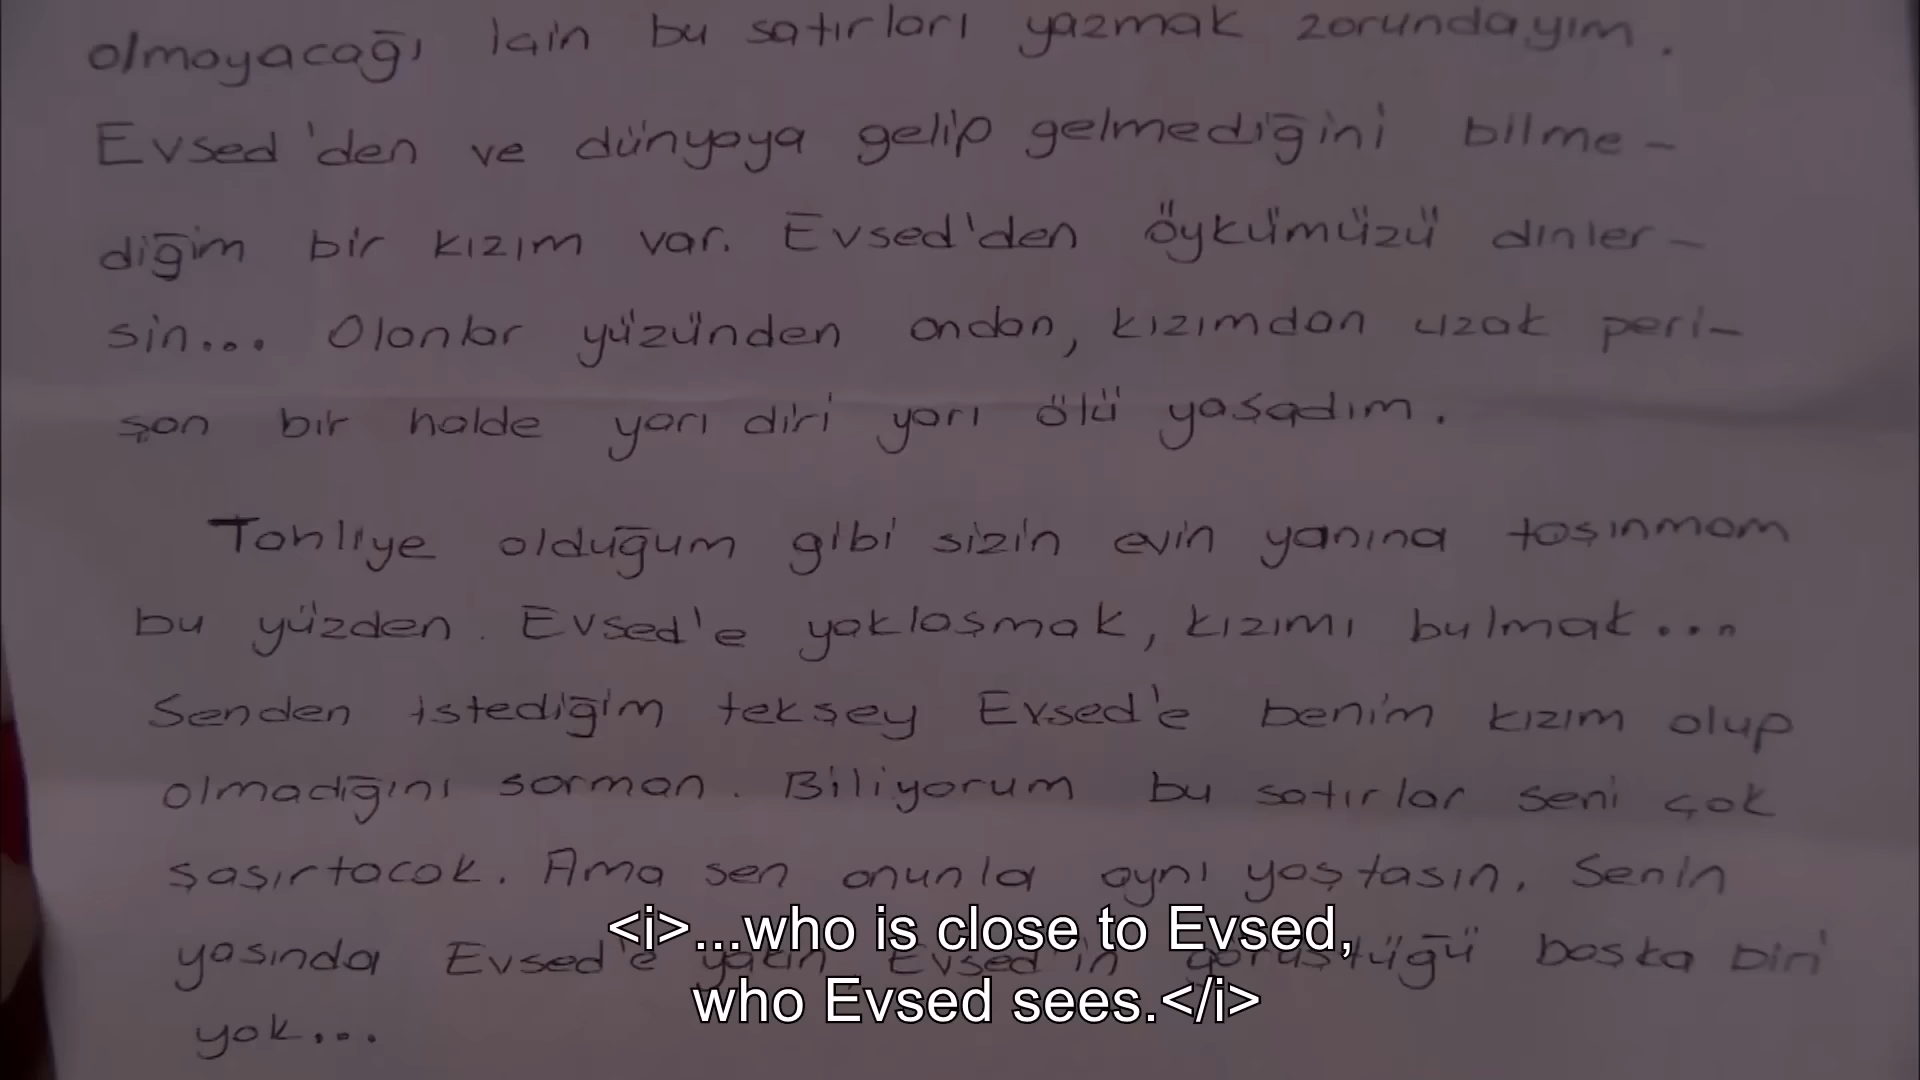 olmayacağı için bu satırları yazmak zorundayım.
Evsed'den ve dünyaya gelip gelmediğini bilme-
diğim bir kızım var. Evsed'den öykümüzü dinler-
sin... Olanlar yüzünden ondan, kızımdan uzak peri-
şan bir halde yarı diri yarı ölü yaşadım.
Tahliye olduğum gibi sizin evin yanına taşınmam
bu yüzden. Evsed'e yaklaşmak, kızımı bulmak...
Senden istediğim tekşey Evsed'e benim kızım olup
olmadığını sorman. Biliyorum bu satırlar seni çok
şaşırtacak. Ama sen onunla aynı yaştasın. Senin
yaşında Evsed'e yakın Evsed'in görüştüğü başka biri
yok...
<i>...who is close to Evsed,
who Evsed sees.</i>